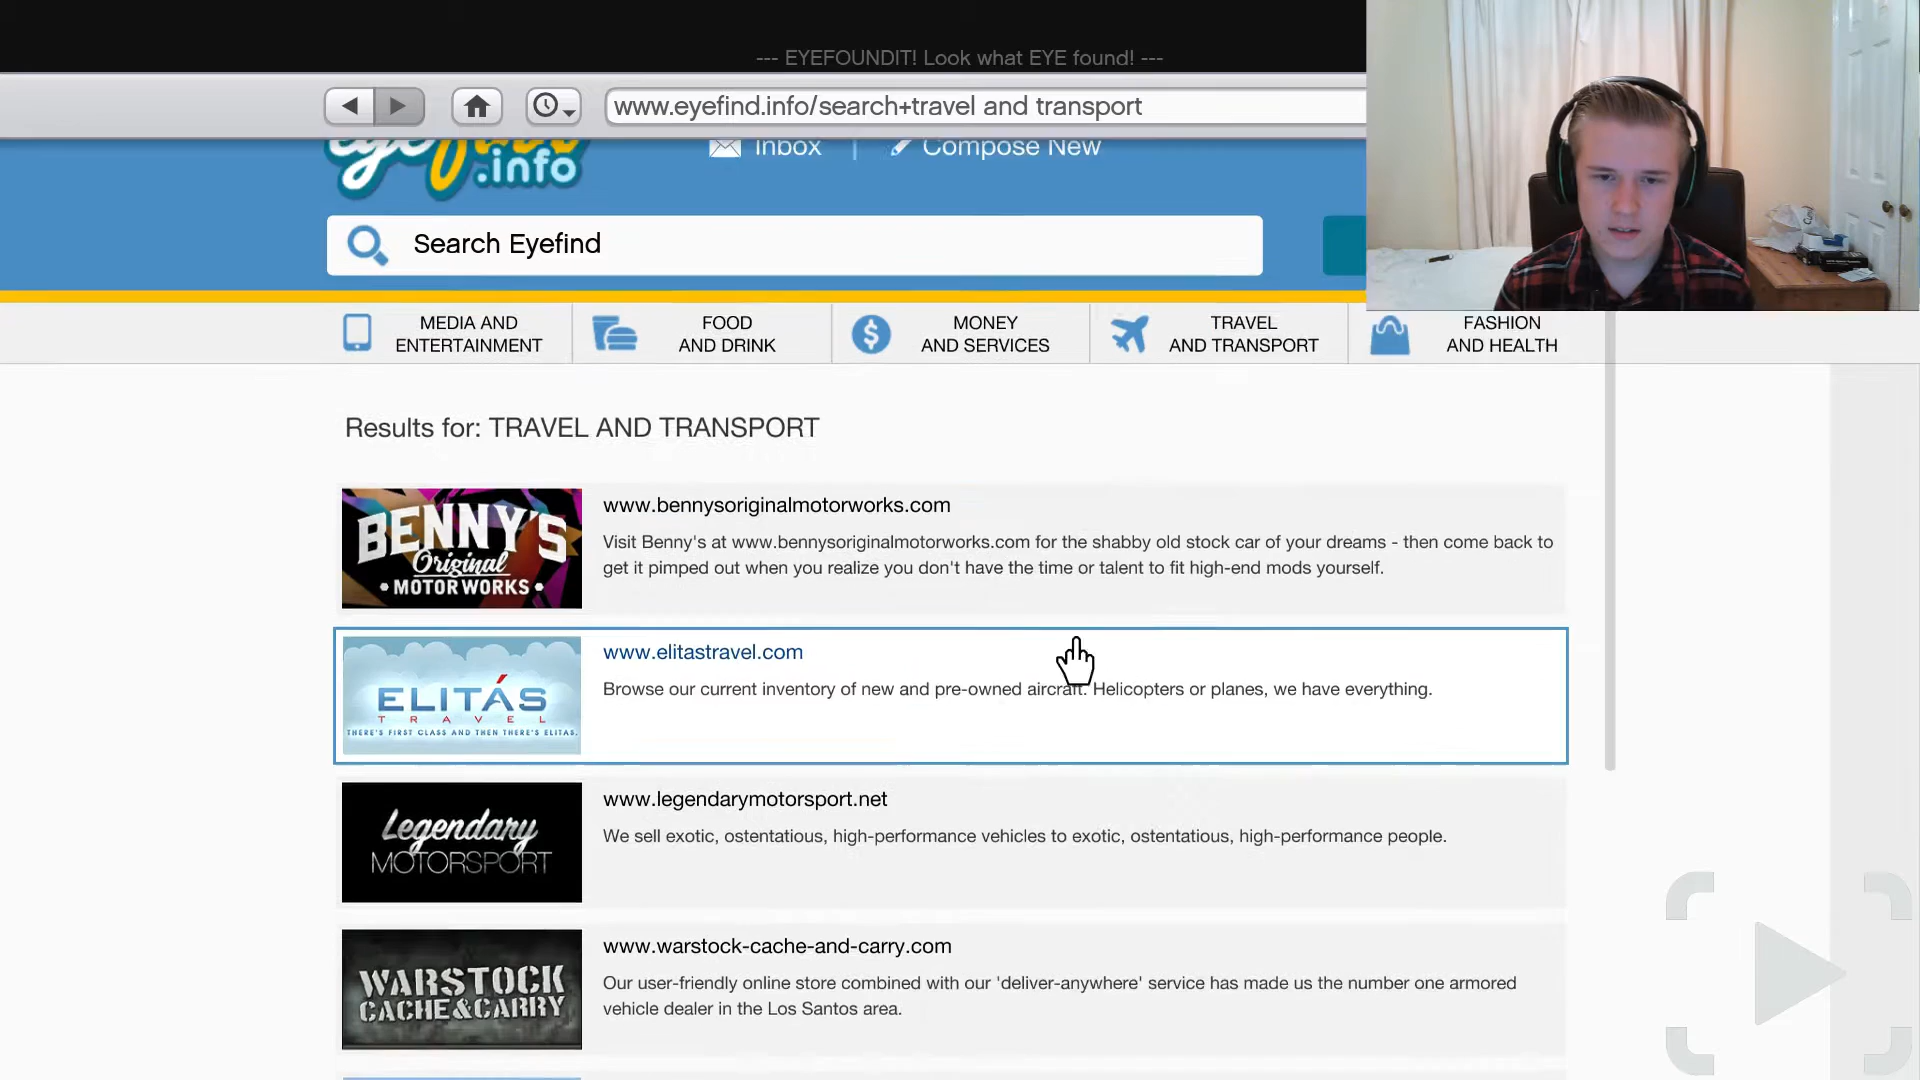 --- EYEFOUNDIT! Look what EYE found! ---
www.eyefind.info/search+travel and transport
.info
Inbox | Compose New
Search Eyefind
MEDIA AND
ENTERTAINMENT
FOOD
AND DRINK
MONEY
AND SERVICES
TRAVEL
AND TRANSPORT
FASHION
AND HEALTH
Results for: TRAVEL AND TRANSPORT
BENNY'S
Original
• MOTORWORKS •
www.bennysoriginalmotorworks.com
Visit Benny's at www.bennysoriginalmotorworks.com for the shabby old stock car of your dreams - then come back to
get it pimped out when you realize you don't have the time or talent to fit high-end mods yourself.
ELITÁS
TRAVEL
THERE'S FIRST CLASS AND THEN THERE'S ELITAS.
www.elitastravel.com
Browse our current inventory of new and pre-owned aircraft. Helicopters or planes, we have everything.
Legendary
MOTORSPORT
www.legendarymotorsport.net
We sell exotic, ostentatious, high-performance vehicles to exotic, ostentatious, high-performance people.
WARSTOCK
CACHE&CARRY
www.warstock-cache-and-carry.com
Our user-friendly online store combined with our 'deliver-anywhere' service has made us the number one armored
vehicle dealer in the Los Santos area.